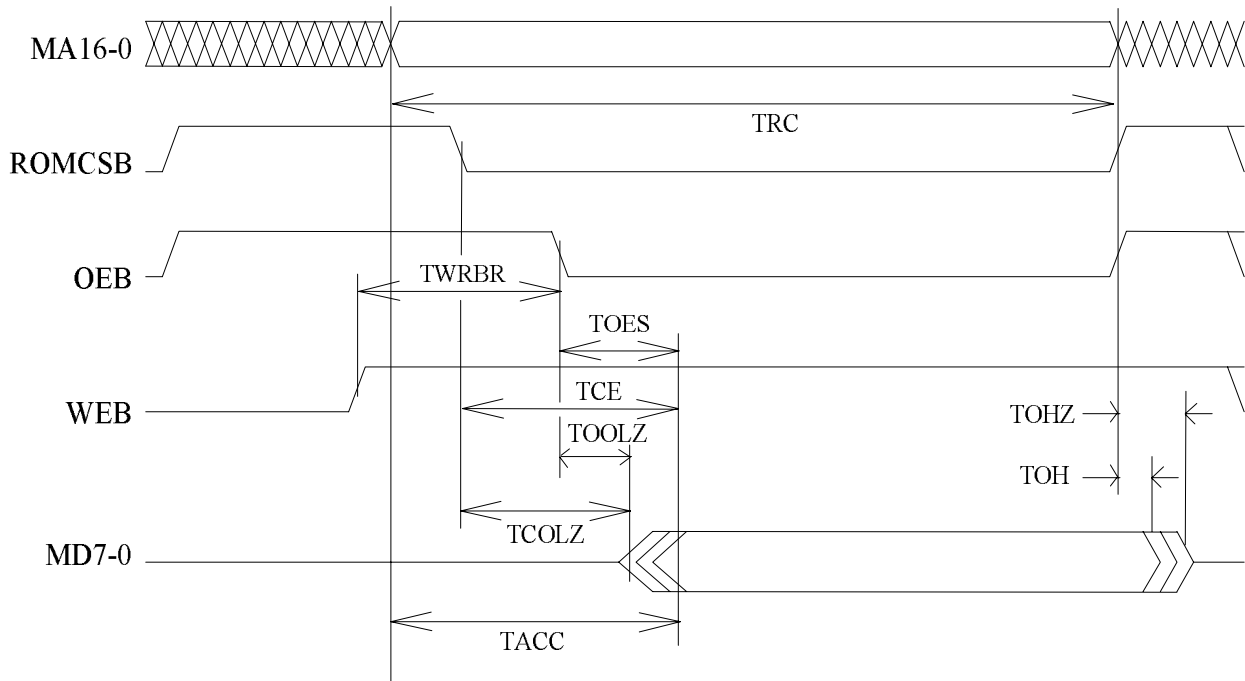 MA16-0
TRC
ROMCSB
OEB
TWRBR
TOES
WEB
TCE
TOHZ
TOOLZ
TOH
TCOLZ
MD7-0
TACC